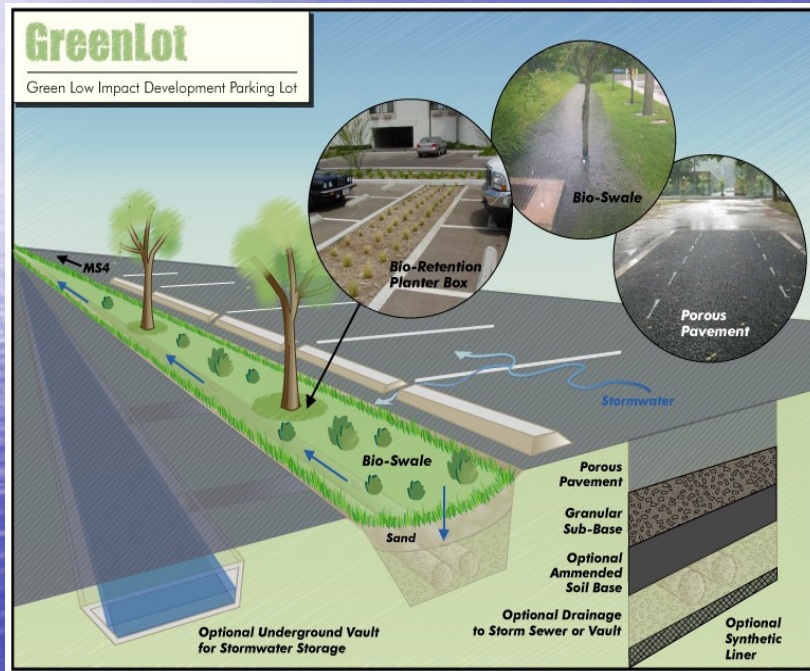 GreenLot
Green Low Impact Development Parking Lot
Bio-Swale
Bio-Retention
Planter Box
Porous
Pavement
MS4
Stormwater
Bio-Swale
Sand
Porous
Pavement
Granular
Sub-Base
Optional
Ammended
Soil Base
Optional Drainage
to Storm Sewer or Vault
Optional
Synthetic
Liner
Optional Underground Vault
for Stormwater Storage